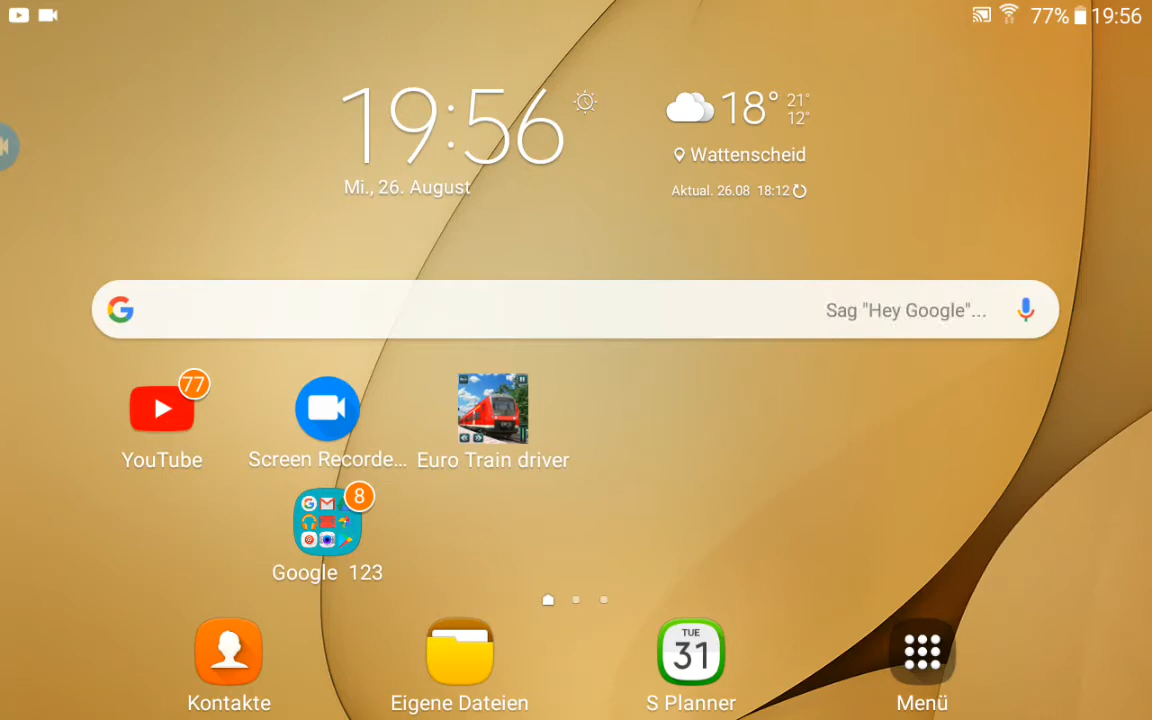 77% 19:56
19:56
Mi., 26. August
18° 21°
12°
Wattenscheid
Aktual. 26.08 18:12
Sag "Hey Google"...
77
YouTube
Screen Recorde...
Euro Train driver
8
Google 123
Kontakte
Eigene Dateien
TUE
31
S Planner
Menü